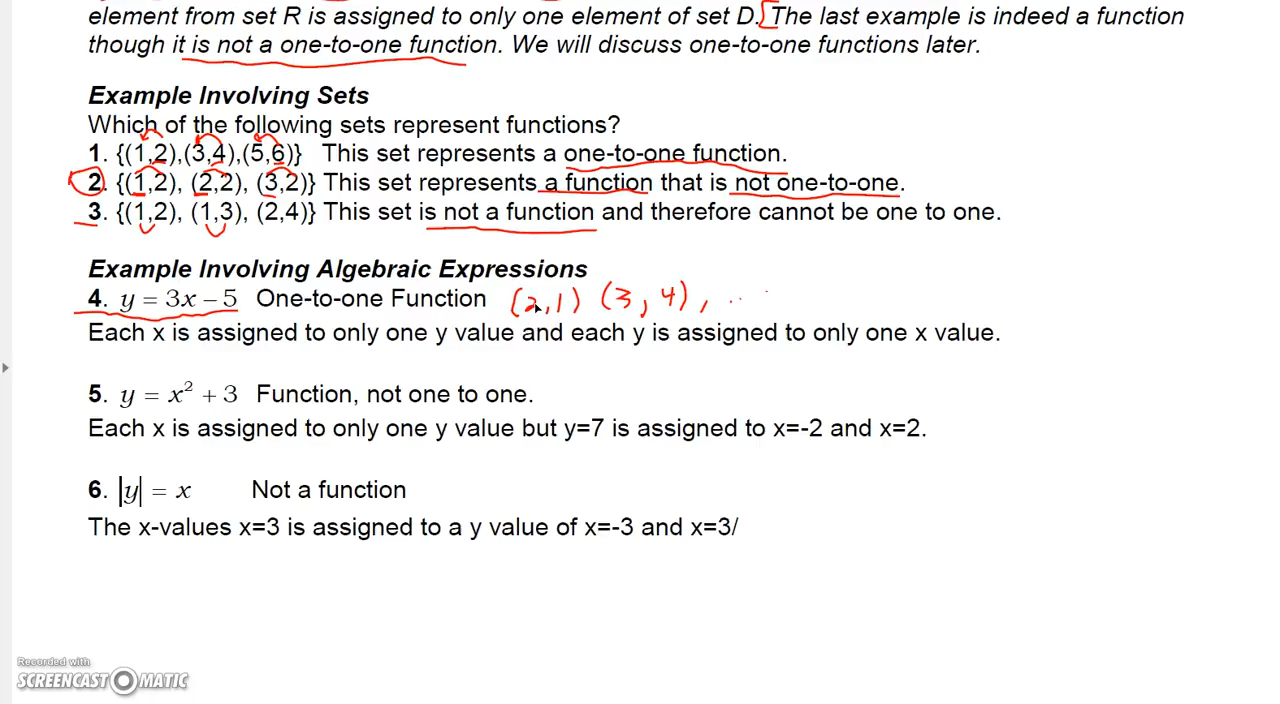 element from set R is assigned to only one element of set D. [The last example is indeed a function
though it is not a one-to-one function. We will discuss one-to-one functions later.
Example Involving Sets
Which of the following sets represent functions?
1. {(1,2),(3,4),(5,6)} This set represents a one-to-one function.
2. {(1,2), (2,2), (3,2)} This set represents a function that is not one-to-one.
3. {(1,2), (1,3), (2,4)} This set is not a function and therefore cannot be one to one.
Example Involving Algebraic Expressions
4. y = 3x − 5 One-to-one Function (2,1) (3,4), ...
Each x is assigned to only one y value and each y is assigned to only one x value.
5. y = x² + 3 Function, not one to one.
Each x is assigned to only one y value but y=7 is assigned to x=-2 and x=2.
6. |y| = x Not a function
The x-values x=3 is assigned to a y value of x=-3 and x=3/
Recorded with
SCREENCAST MATIC